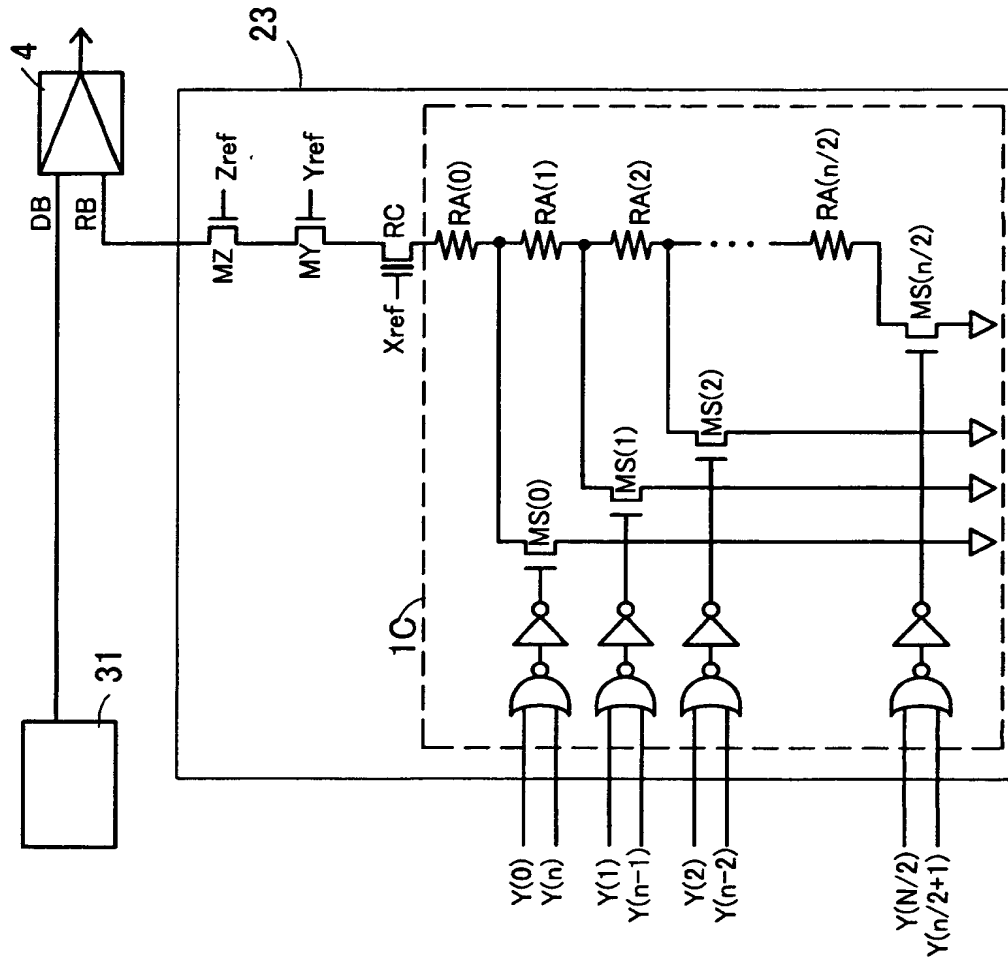 4
23
DB
RB
MZ
Zref
MY
Yref
RC
Xref
RA(0)
RA(1)
RA(2)
RA(n/2)
31
1C
MS(0)
MS(1)
MS(2)
MS(n/2)
Y(0)
Y(n)
Y(1)
Y(n-1)
Y(2)
Y(n-2)
Y(N/2)
Y(n/2+1)